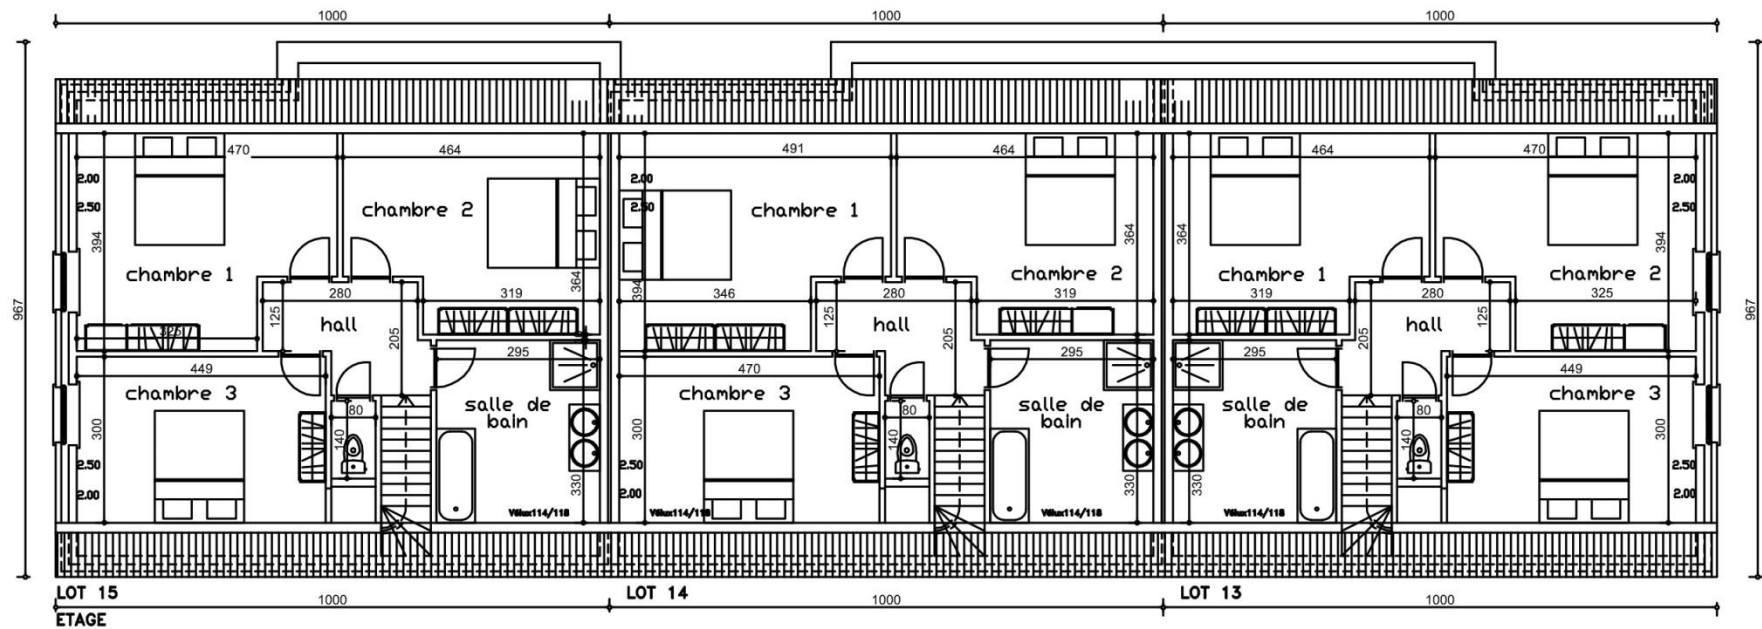 1000 1000 1000
470 464 491 464 464 470
2.00 2.00 2.00
2.50 2.50 2.50
chambre 2 chambre 1
394 364 364 364 394
chambre 1 chambre 2 chambre 1 chambre 2
394
967 967
280 319 346 280 319 319 280 325
125 125 125
hall hall hall
325
205 205 205
295 295 295
449 470 449
chambre 3 chambre 3 chambre 3
salle de salle de salle de
bain bain bain
80 80 80
300 140 300 140 140 300
2.50 2.50 2.50
330 330 330
2.00 2.00 2.00
Vélux114/118 Vélux114/118 Vélux114/118 Vélux114/118
LOT 15 LOT 14 LOT 13
1000 1000 1000
ETAGE